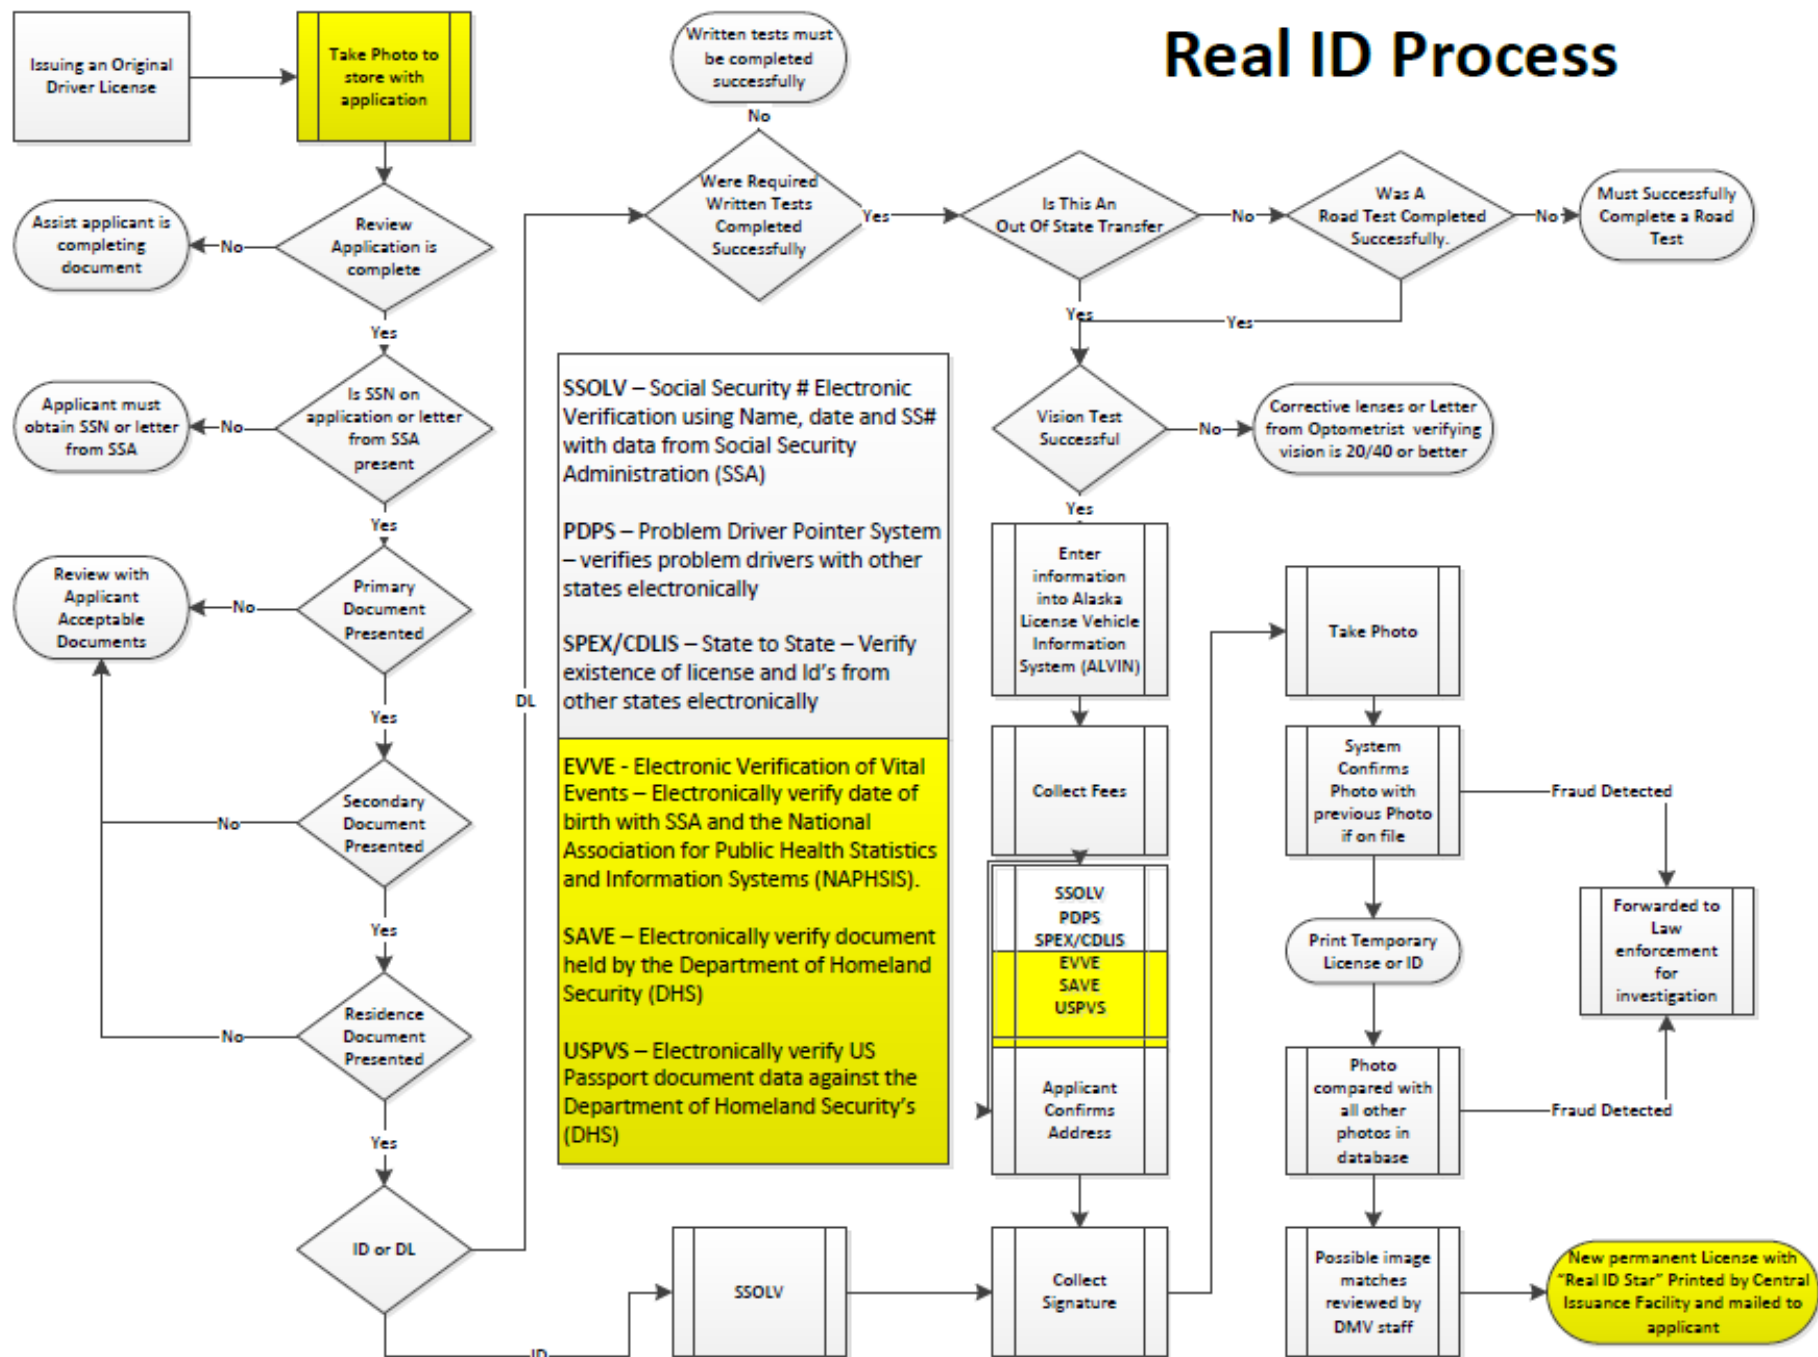 Real ID Process
Issuing an Original
Driver License
Take Photo to
store with
application
Review
Application is
complete
No
Assist applicant is
completing
document
Yes
Is SSN on
application or letter
from SSA
present
No
Applicant must
obtain SSN or letter
from SSA
Yes
Primary
Document
Presented
No
Review with
Applicant
Acceptable
Documents
Yes
Secondary
Document
Presented
No
Yes
Residence
Document
Presented
No
Yes
ID or DL
DL
ID
Written tests must
be completed
successfully
No
Were Required
Written Tests
Completed
Successfully
Yes
Is This An
Out Of State Transfer
No
Was A
Road Test Completed
Successfully.
No
Must Successfully
Complete a Road
Test
Yes
Yes
Vision Test
Successful
No
Corrective lenses or Letter
from Optometrist verifying
vision is 20/40 or better
Yes
SSOLV – Social Security # Electronic
Verification using Name, date and SS#
with data from Social Security
Administration (SSA)
PDPS – Problem Driver Pointer System
– verifies problem drivers with other
states electronically
SPEX/CDLIS – State to State – Verify
existence of license and Id's from
other states electronically
EVVE - Electronic Verification of Vital
Events – Electronically verify date of
birth with SSA and the National
Association for Public Health Statistics
and Information Systems (NAPHSIS).
SAVE – Electronically verify document
held by the Department of Homeland
Security (DHS)
USPVS – Electronically verify US
Passport document data against the
Department of Homeland Security's
(DHS)
Enter
information
into Alaska
License Vehicle
Information
System (ALVIN)
Collect Fees
SSOLV
PDPS
SPEX/CDLIS
EVVE
SAVE
USPVS
Applicant
Confirms
Address
SSOLV
Collect
Signature
Take Photo
System
Confirms
Photo with
previous Photo
if on file
Fraud Detected
Print Temporary
License or ID
Forwarded to
Law
enforcement
for
investigation
Photo
compared with
all other
photos in
database
Fraud Detected
Possible image
matches
reviewed by
DMV staff
New permanent License with
"Real ID Star" Printed by Central
Issuance Facility and mailed to
applicant